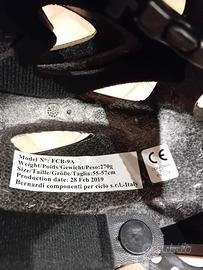 Model N°: FCB-9A
Weight/Poids/Gewicht/Peso:270g
Size/Taille/Größe/Taglia:55-57cm
Production date: 28 Feb 2019
Bernardi componenti per ciclo s.r.l.-Italy
CE